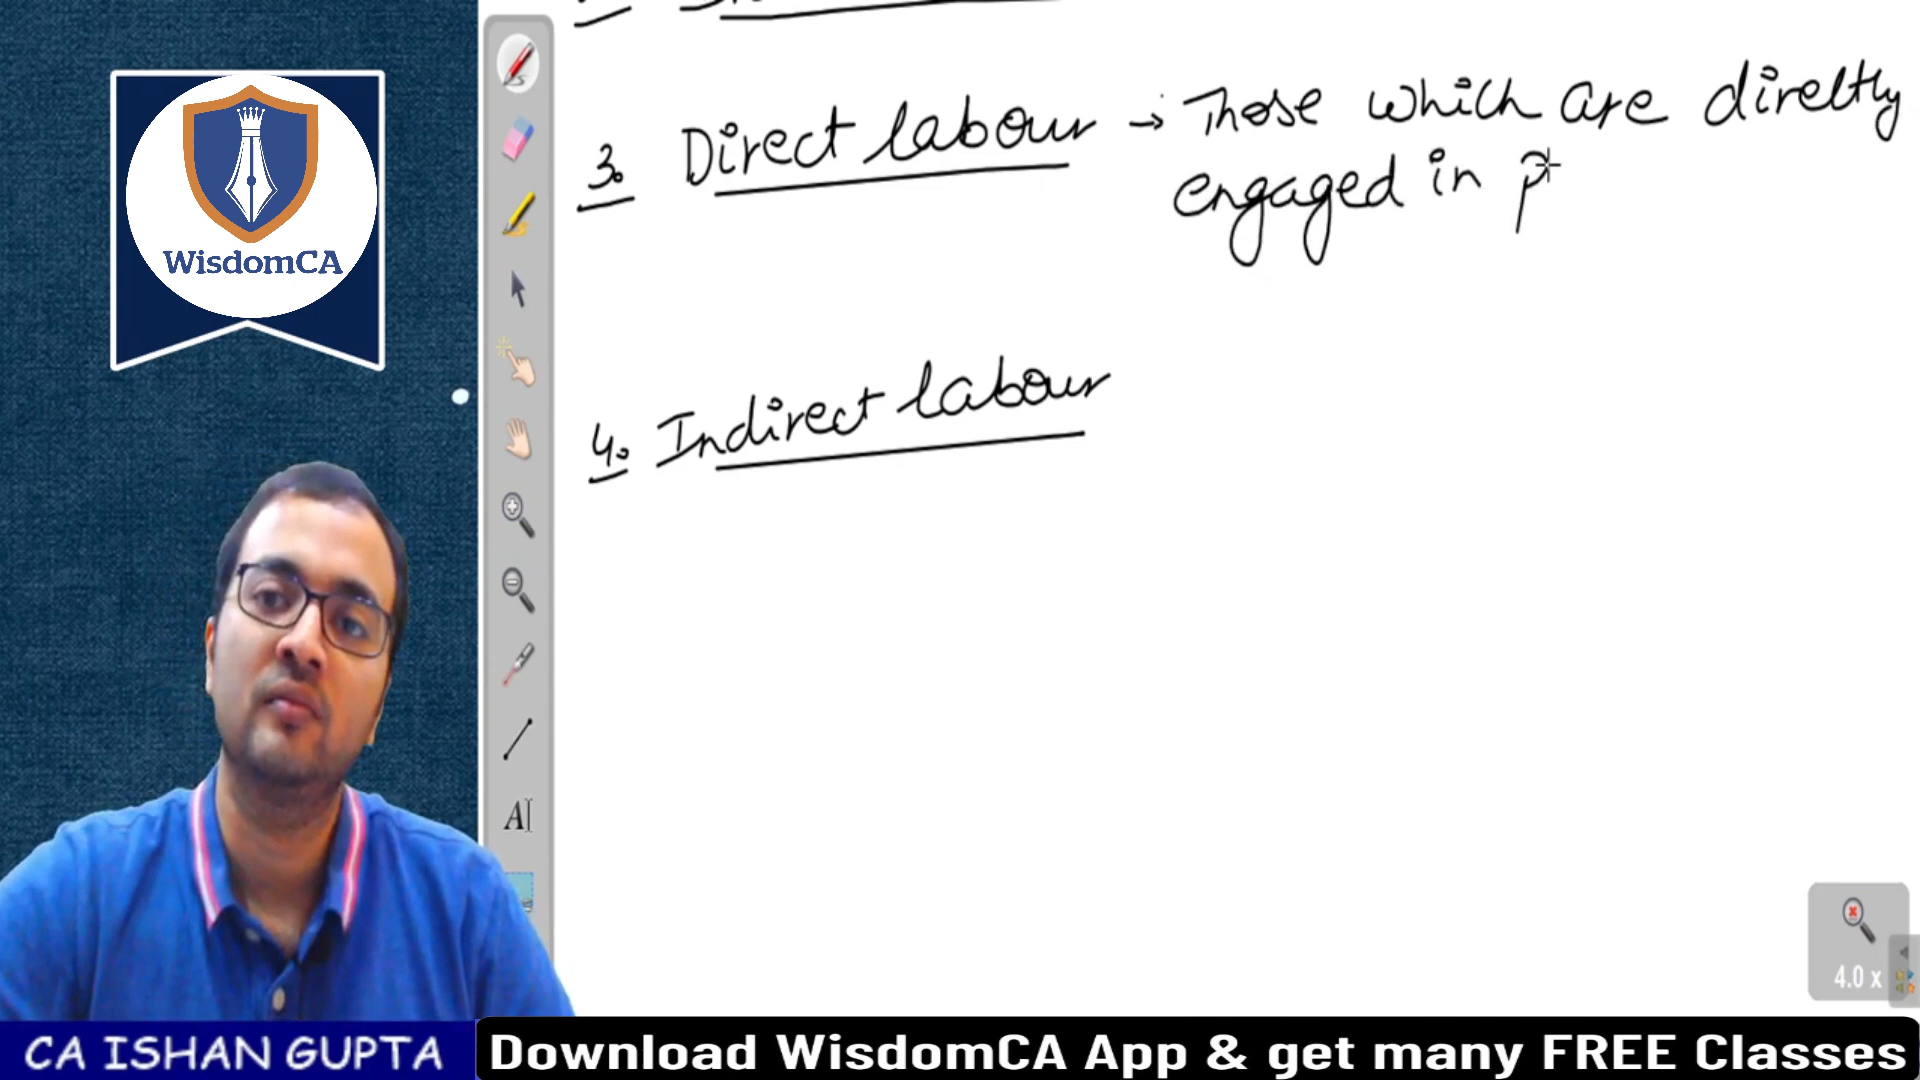 WisdomCA
3. Direct labour → Those which are direltly
engaged in p
4. Indirect labour
4.0 x
CA ISHAN GUPTA
Download WisdomCA App & get many FREE Classes